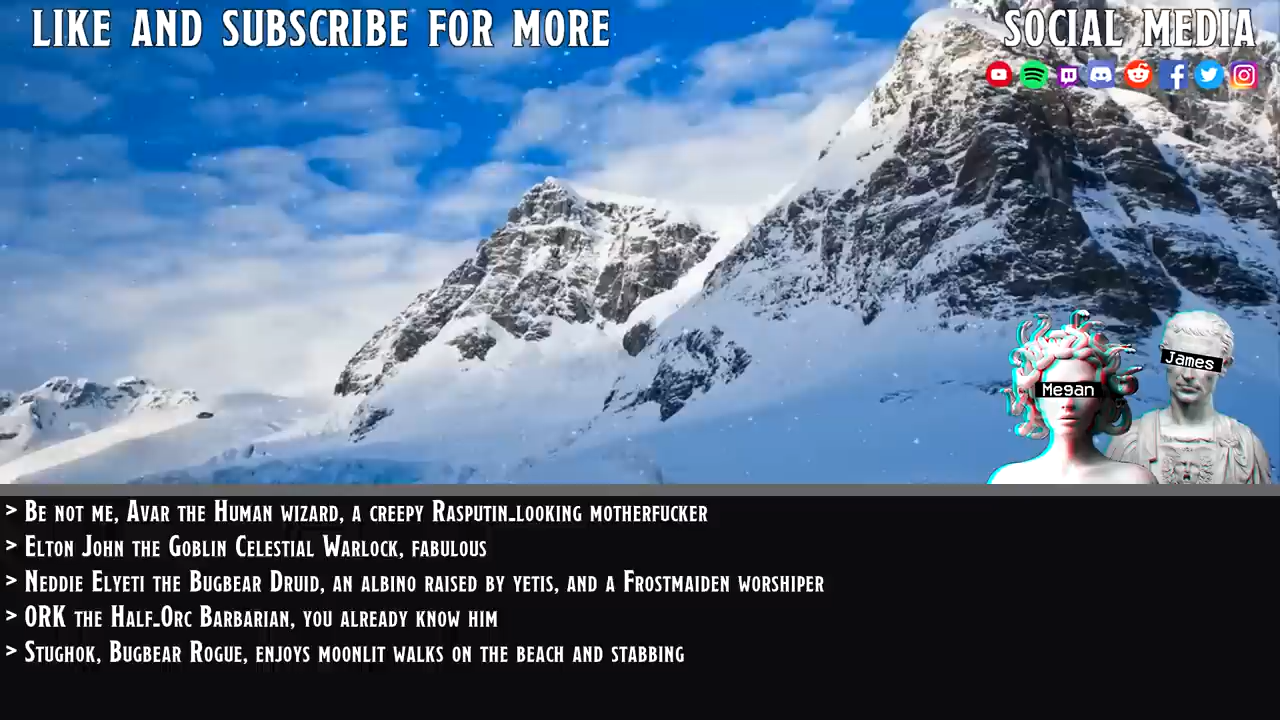 LIKE AND SUBSCRIBE FOR MORE
SOCIAL MEDIA
Megan
James
> BE NOT ME, AVAR THE HUMAN WIZARD, A CREEPY RASPUTIN-LOOKING MOTHERFUCKER
> ELTON JOHN THE GOBLIN CELESTIAL WARLOCK, FABULOUS
> NEDDIE ELYETI THE BUGBEAR DRUID, AN ALBINO RAISED BY YETIS, AND A FROSTMAIDEN WORSHIPER
> ORK THE HALF-ORC BARBARIAN, YOU ALREADY KNOW HIM
> STUGHOK, BUGBEAR ROGUE, ENJOYS MOONLIT WALKS ON THE BEACH AND STABBING